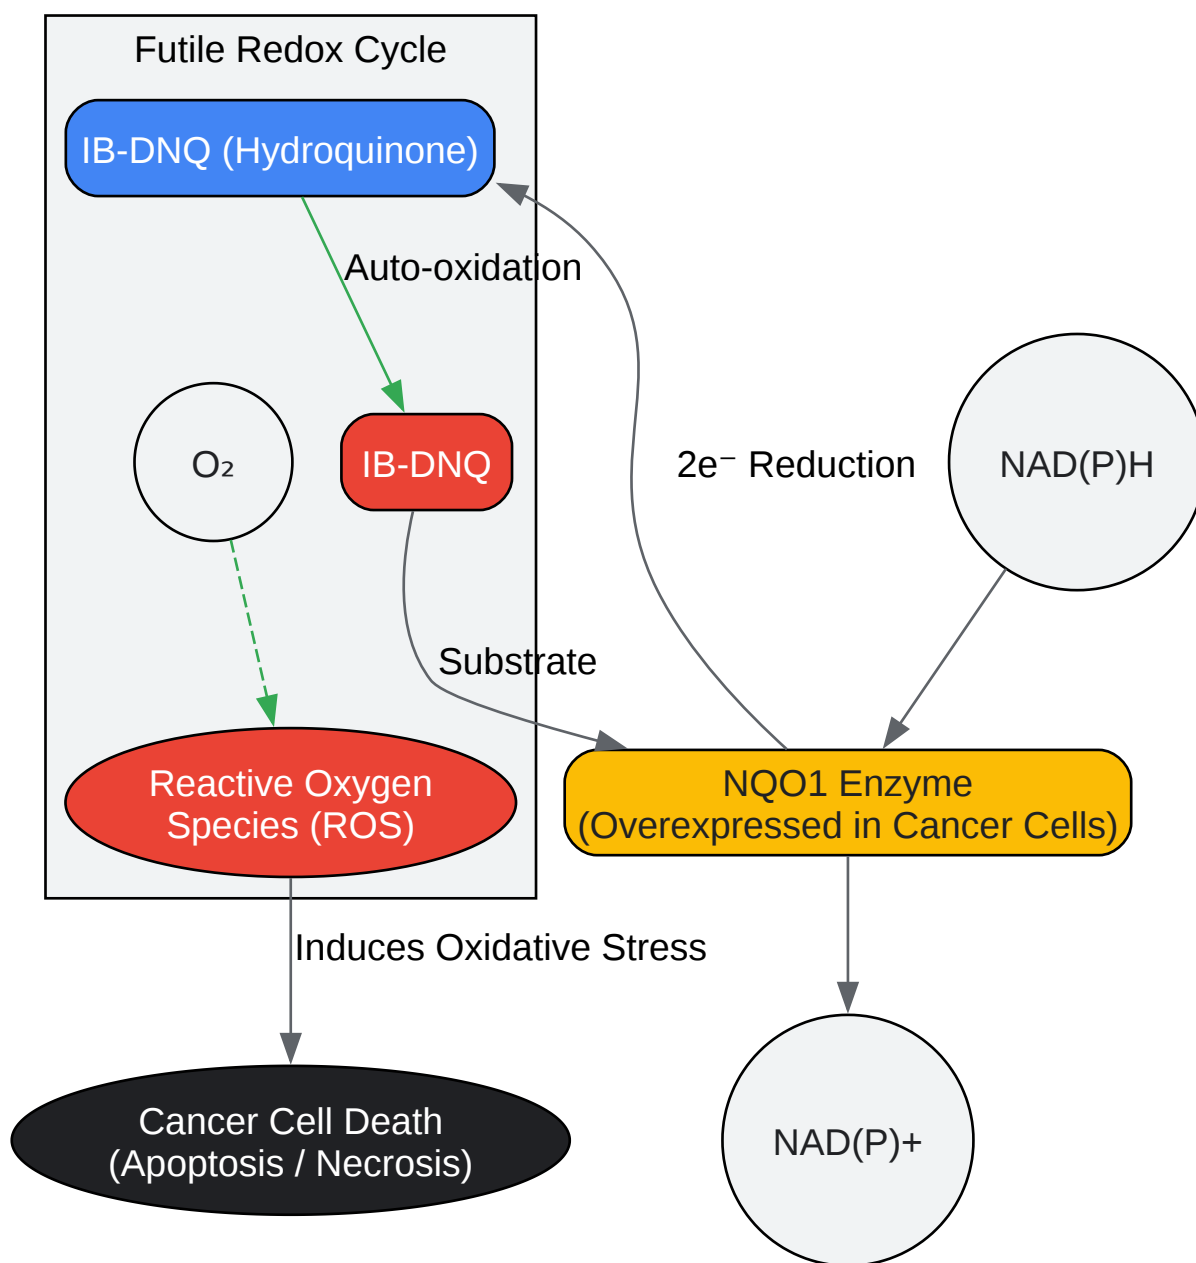 Futile Redox Cycle
IB-DNQ (Hydroquinone)
Auto-oxidation
O₂
IB-DNQ
2e⁻ Reduction
NAD(P)H
Substrate
Reactive Oxygen
Species (ROS)
NQO1 Enzyme
(Overexpressed in Cancer Cells)
Induces Oxidative Stress
Cancer Cell Death
(Apoptosis / Necrosis)
NAD(P)+